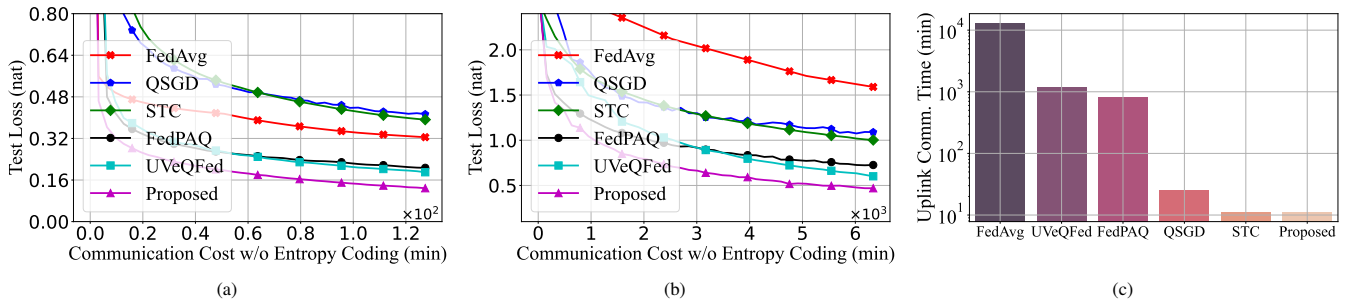 0.80
0.64
0.48
0.32
0.16
0.00
Test Loss (nat)
FedAvg
QSGD
STC
FedPAQ
UVeQFed
Proposed
×10²
0.0 0.2 0.4 0.6 0.8 1.0 1.2
Communication Cost w/o Entropy Coding (min)
(a)
2.0
1.5
1.0
0.5
Test Loss (nat)
FedAvg
QSGD
STC
FedPAQ
UVeQFed
Proposed
×10³
0 1 2 3 4 5 6
Communication Cost w/o Entropy Coding (min)
(b)
10⁴
10³
10²
10¹
Uplink Comm. Time (min)
FedAvg UVeQFed FedPAQ QSGD STC Proposed
(c)